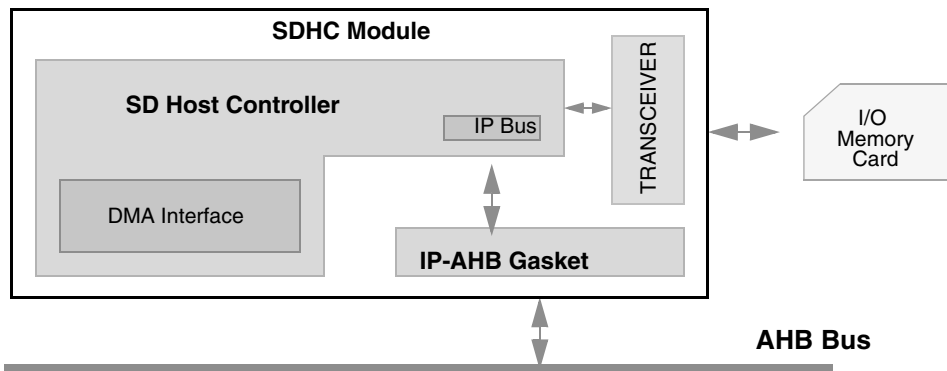 SDHC Module
SD Host Controller
IP Bus
TRANSCEIVER
I/O
Memory
Card
DMA Interface
IP-AHB Gasket
AHB Bus